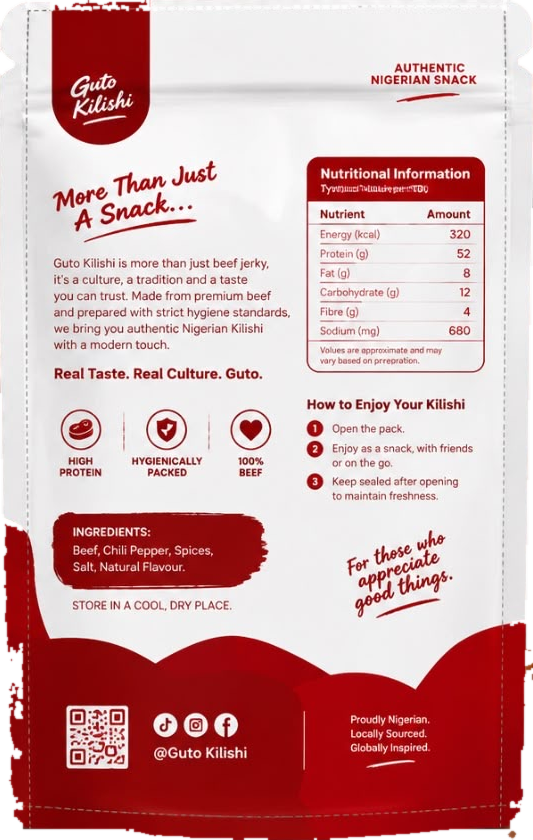 Guto
Kilishi
AUTHENTIC
NIGERIAN SNACK
More Than Just
A Snack...
Guto Kilishi is more than just beef jerky,
it's a culture, a tradition and a taste
you can trust. Made from premium beef
and prepared with strict hygiene standards,
we bring you authentic Nigerian Kilishi
with a modern touch.
Real Taste. Real Culture. Guto.
HIGH
PROTEIN
HYGIENICALLY
PACKED
100%
BEEF
INGREDIENTS:
Beef, Chili Pepper, Spices,
Salt, Natural Flavour.
STORE IN A COOL, DRY PLACE.
Nutritional Information
Nutrient Amount
Energy (kcal) 320
Protein (g) 52
Fat (g) 8
Carbohydrate (g) 12
Fibre (g) 4
Sodium (mg) 680
Values are approximate and may
vary based on prrepration.
How to Enjoy Your Kilishi
1 Open the pack.
2 Enjoy as a snack, with friends
or on the go.
3 Keep sealed after opening
to maintain freshness.
For those who
appreciate
good things.
@Guto Kilishi
Proudly Nigerian.
Locally Sourced.
Globally Inspired.